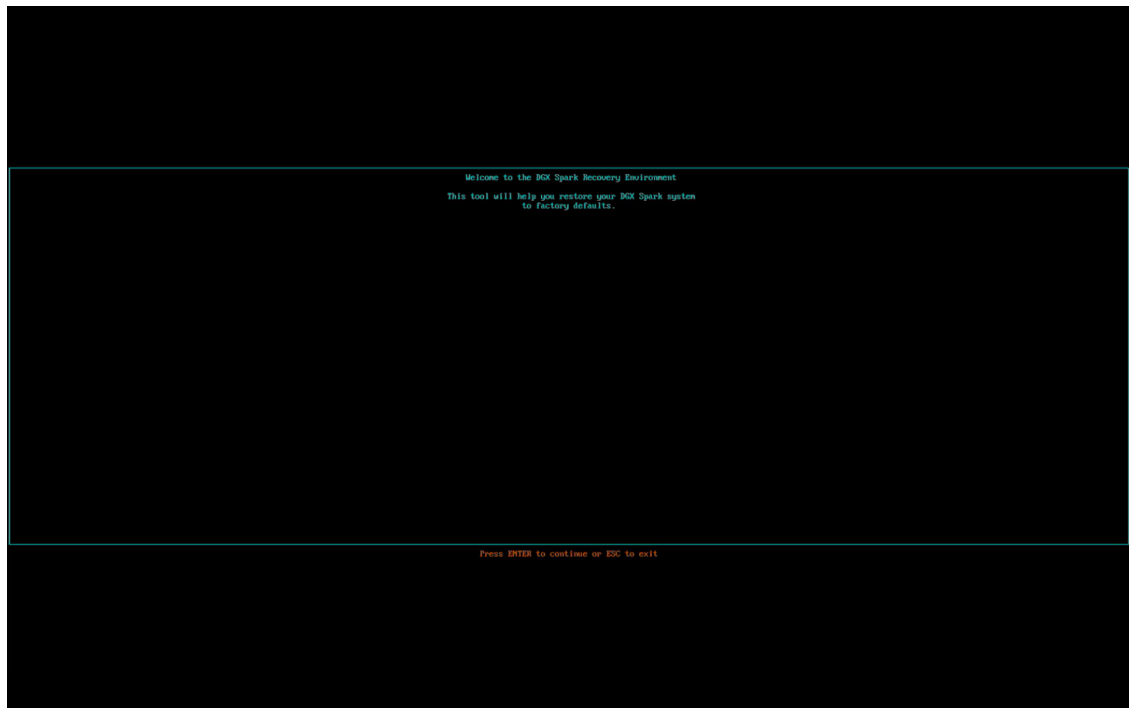 Welcome to the DGX Spark Recovery Environment
This tool will help you restore your DGX Spark system
to factory defaults.
Press ENTER to continue or ESC to exit